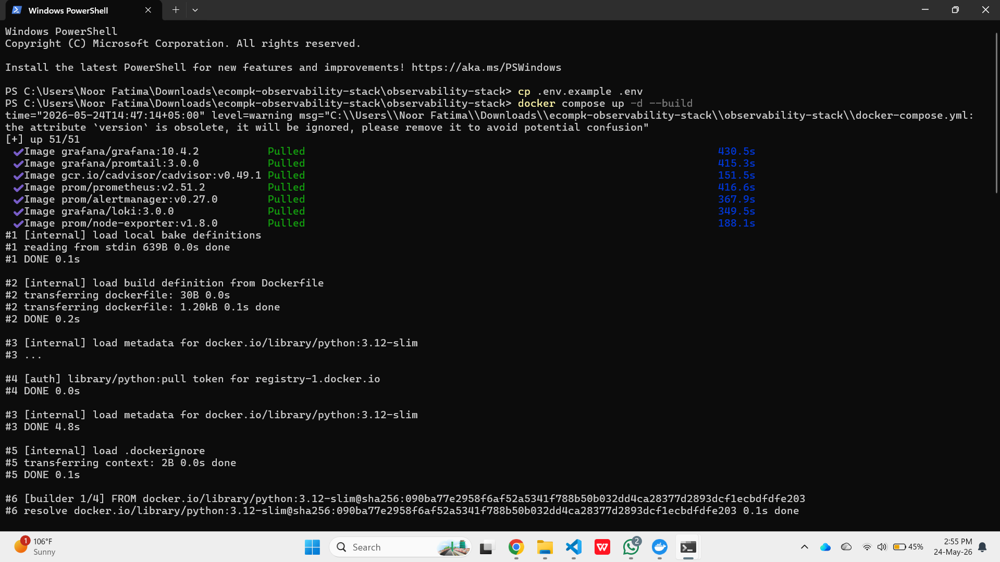 Windows PowerShell
Windows PowerShell
Copyright (C) Microsoft Corporation. All rights reserved.
Install the latest PowerShell for new features and improvements! https://aka.ms/PSWindows
PS C:\Users\Noor Fatima\Downloads\ecompk-observability-stack\observability-stack> cp .env.example .env
PS C:\Users\Noor Fatima\Downloads\ecompk-observability-stack\observability-stack> docker compose up -d --build
time="2026-05-24T14:47:14+05:00" level=warning msg="C:\\Users\\Noor Fatima\\Downloads\\ecompk-observability-stack\\observability-stack\\docker-compose.yml:
the attribute `version` is obsolete, it will be ignored, please remove it to avoid potential confusion"
[+] up 51/51
✔Image grafana/grafana:10.4.2 Pulled 430.5s
✔Image grafana/promtail:3.0.0 Pulled 415.3s
✔Image gcr.io/cadvisor/cadvisor:v0.49.1 Pulled 151.5s
✔Image prom/prometheus:v2.51.2 Pulled 416.6s
✔Image prom/alertmanager:v0.27.0 Pulled 367.9s
✔Image grafana/loki:3.0.0 Pulled 349.5s
✔Image prom/node-exporter:v1.8.0 Pulled 188.1s
#1 [internal] load local bake definitions
#1 reading from stdin 639B 0.0s done
#1 DONE 0.1s
#2 [internal] load build definition from Dockerfile
#2 transferring dockerfile: 30B 0.0s
#2 transferring dockerfile: 1.20kB 0.1s done
#2 DONE 0.2s
#3 [internal] load metadata for docker.io/library/python:3.12-slim
#3 ...
#4 [auth] library/python:pull token for registry-1.docker.io
#4 DONE 0.0s
#3 [internal] load metadata for docker.io/library/python:3.12-slim
#3 DONE 4.8s
#5 [internal] load .dockerignore
#5 transferring context: 2B 0.0s done
#5 DONE 0.1s
#6 [builder 1/4] FROM docker.io/library/python:3.12-slim@sha256:090ba77e2958f6af52a5341f788b50b032dd4ca28377d2893dcf1ecbdfdfe203
#6 resolve docker.io/library/python:3.12-slim@sha256:090ba77e2958f6af52a5341f788b50b032dd4ca28377d2893dcf1ecbdfdfe203 0.1s done
1
106°F
Sunny
Search
2
45%
2:55 PM
24-May-26